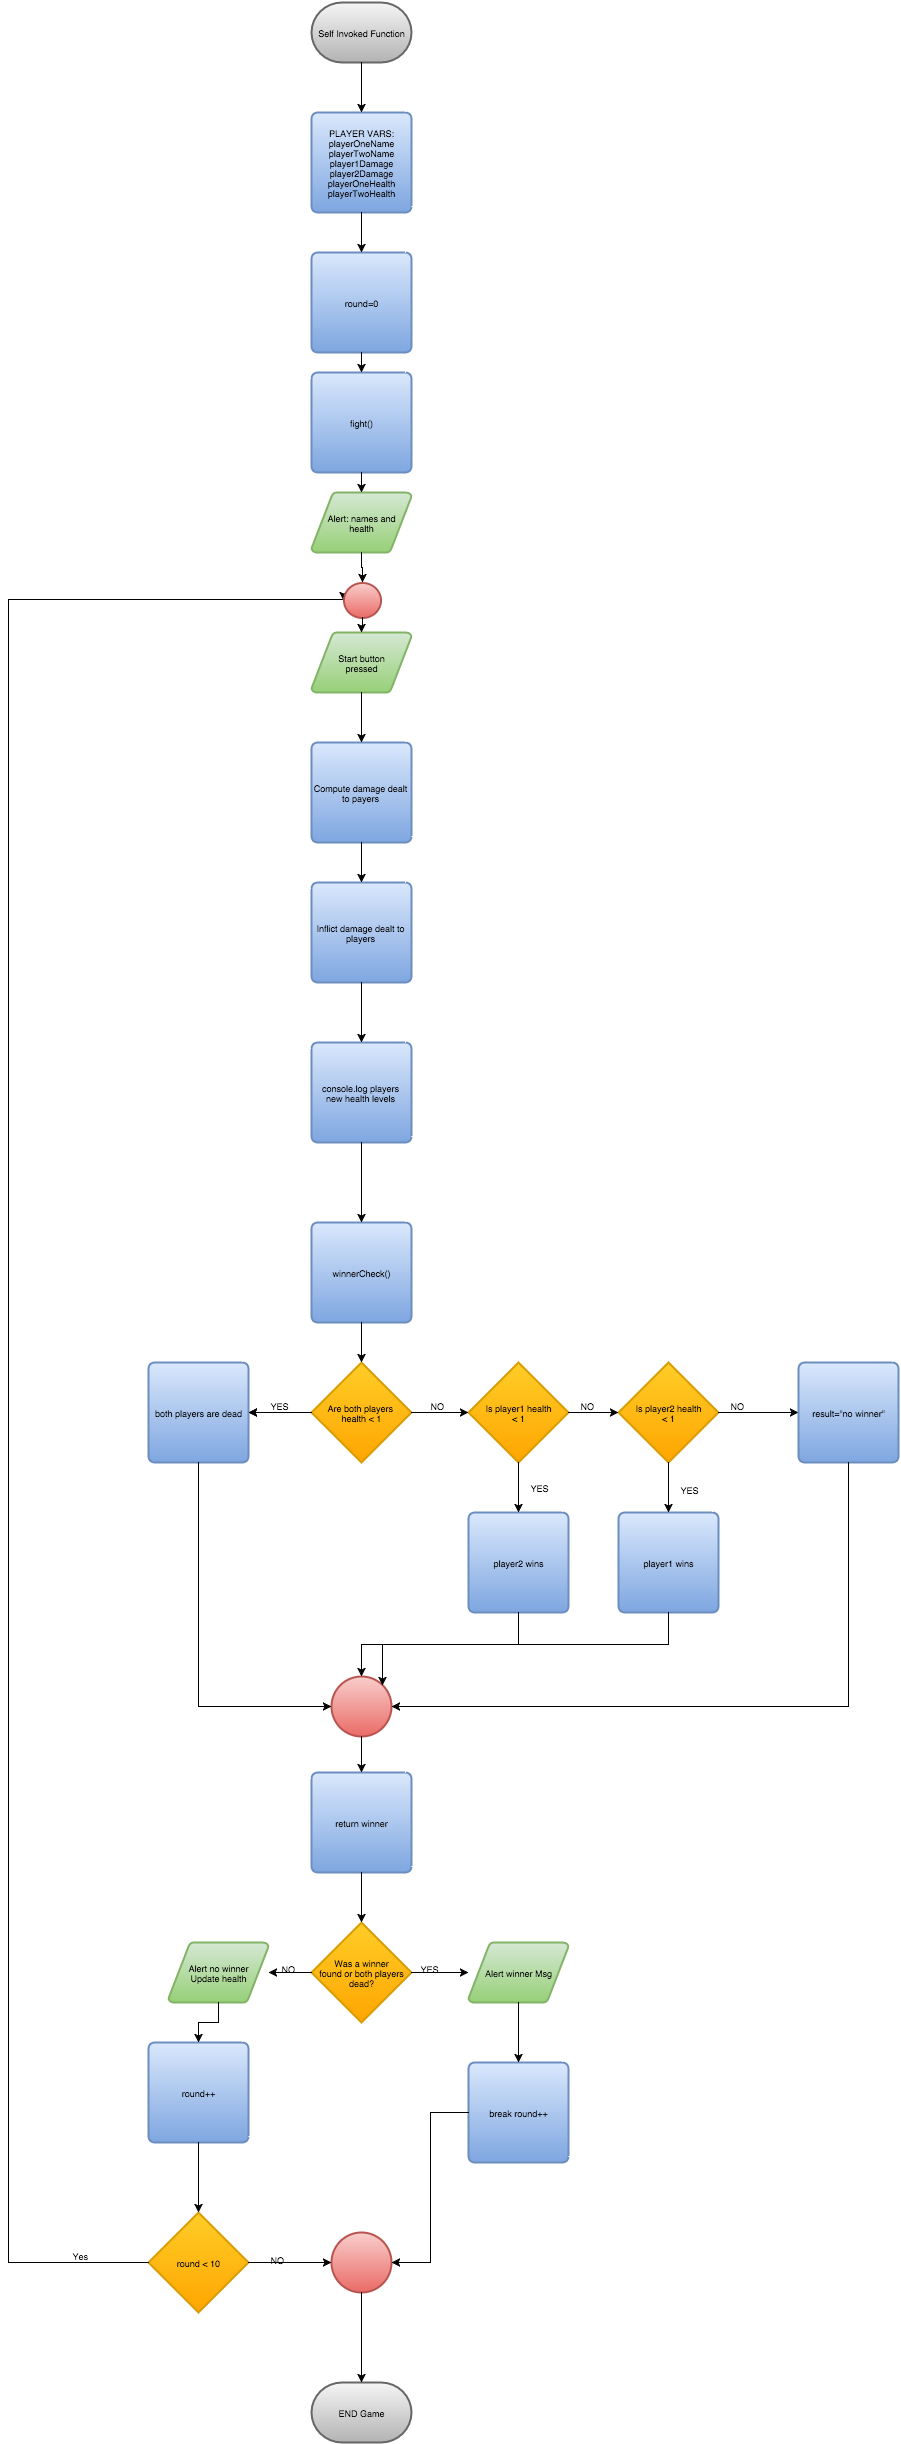 Self Invoked Function
PLAYER VARS:
playerOneName
playerTwoName
player1Damage
player2Damage
playerOneHealth
playerTwoHealth
round=0
fight()
Alert: names and
health
Start button
pressed
Compute damage dealt
to payers
Inflict damage dealt to
players
console.log players
new health levels
winnerCheck()
both players are dead
YES
Are both players
health < 1
NO
Is player1 health
< 1
NO
Is player2 health
< 1
NO
result="no winner"
YES
YES
player2 wins
player1 wins
return winner
Alert no winner
Update health
NO
Was a winner
found or both players
dead?
YES
Alert winner Msg
round++
break round++
Yes
round < 10
NO
END Game